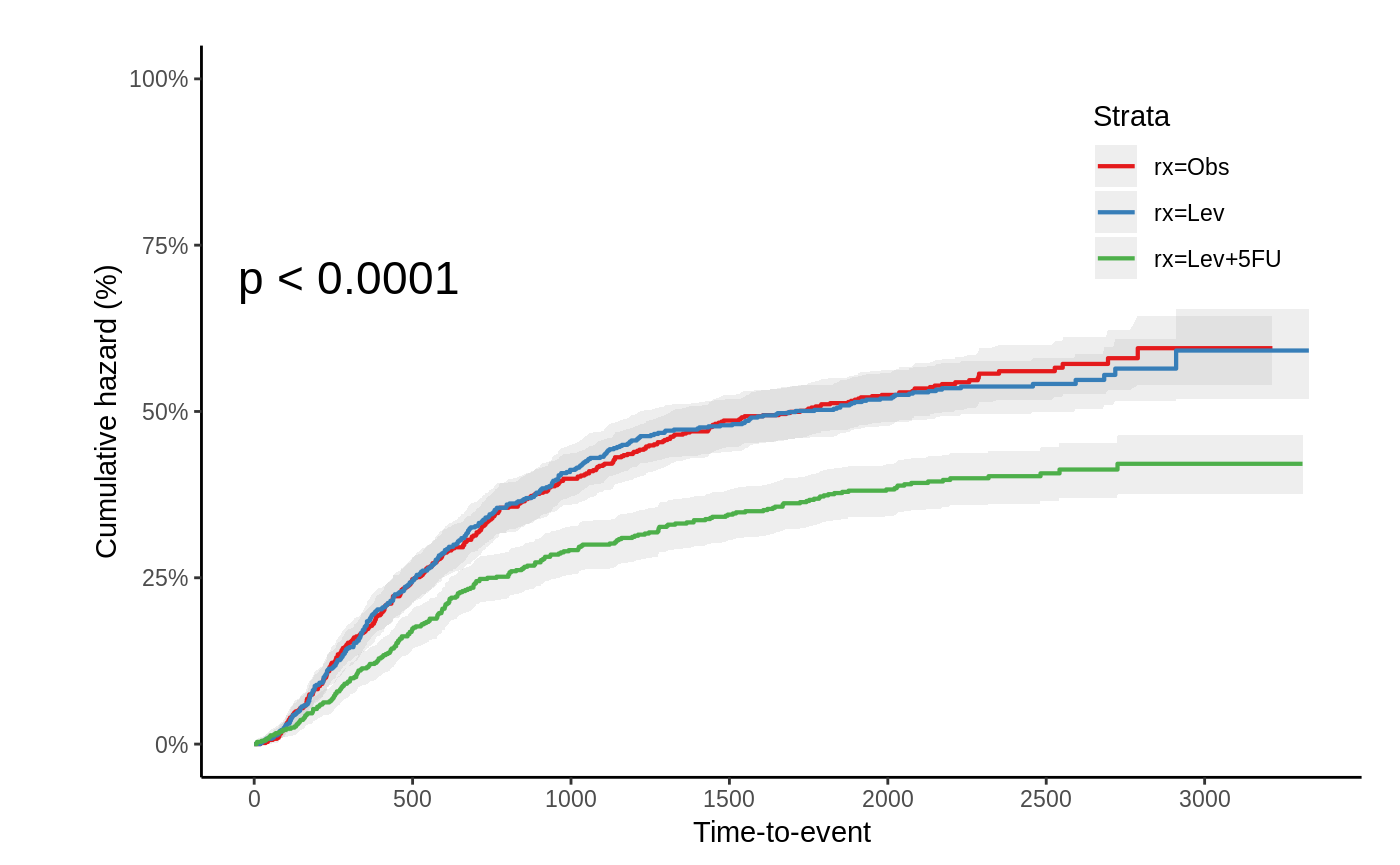 100%
75%
50%
25%
0%
Cumulative hazard (%)
p < 0.0001
Strata
rx=Obs
rx=Lev
rx=Lev+5FU
0 500 1000 1500 2000 2500 3000
Time-to-event